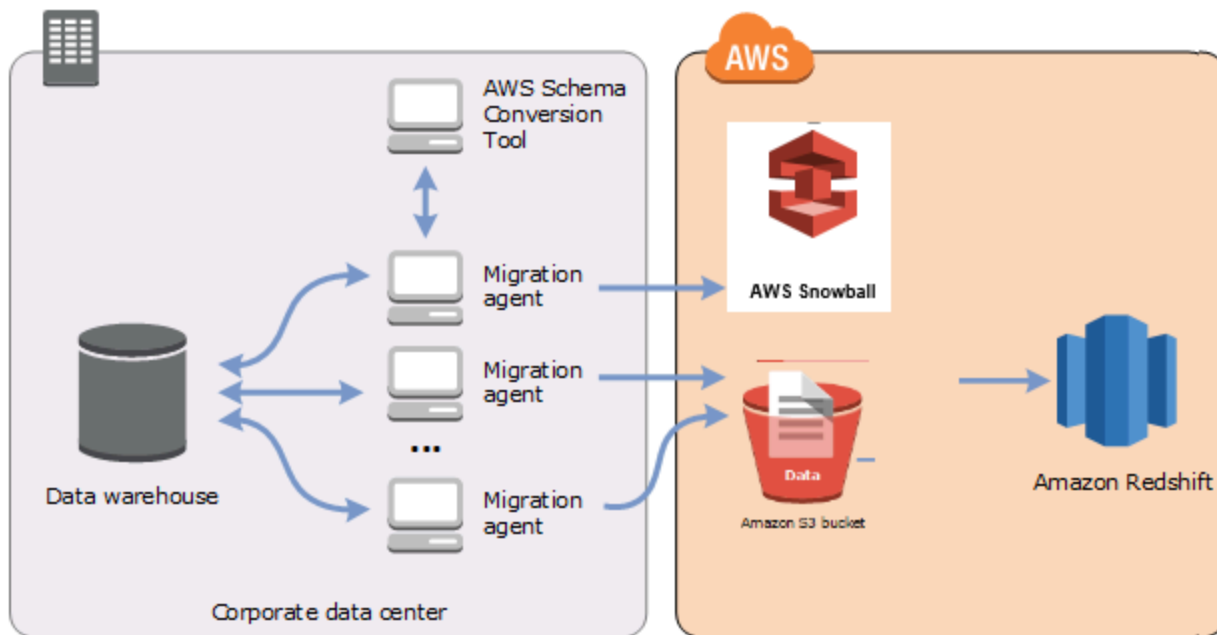 AWS
AWS Schema
Conversion
Tool
Migration
agent
AWS Snowball
Migration
agent
...
Data
Data warehouse
Migration
agent
Amazon S3 bucket
Amazon Redshift
Corporate data center